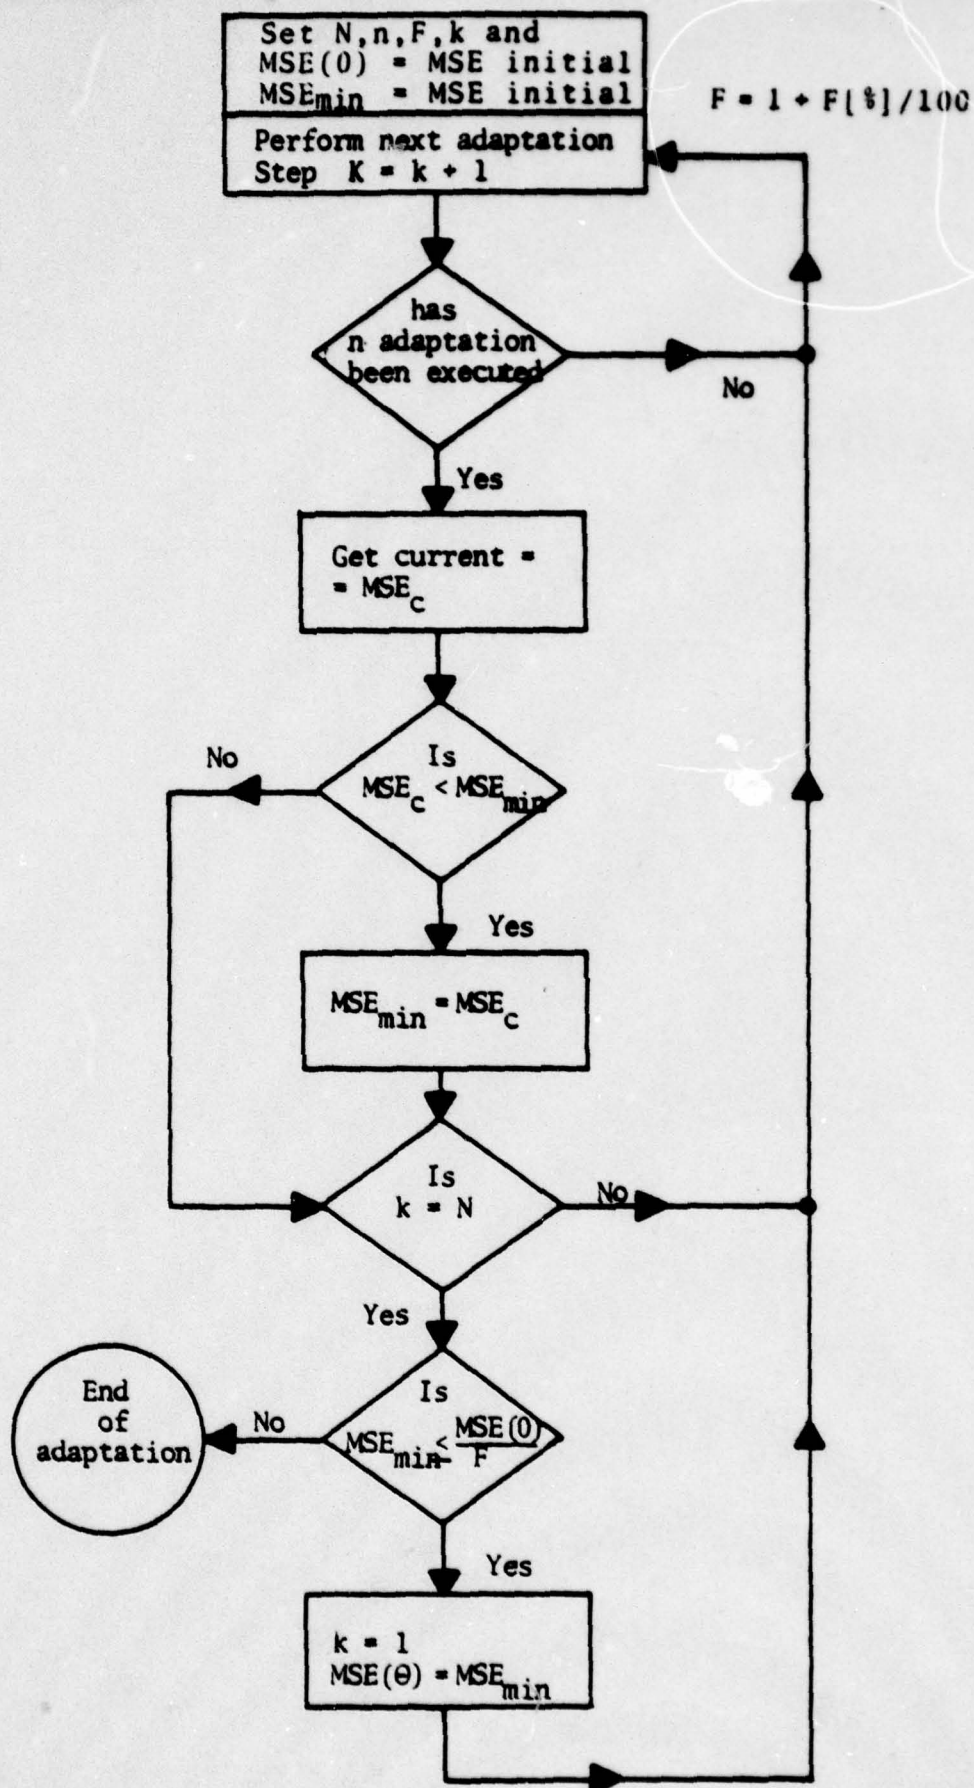 Set N,n,F,k and
MSE(0) = MSE initial
MSEmin = MSE initial
F = 1 + F[%]/100
Perform next adaptation
Step K = k + 1
has
n adaptation
been executed
No
Yes
Get current =
= MSEc
Is
MSEc < MSEmin
No
Yes
MSEmin = MSEc
Is
k = N
No
Yes
Is
MSEmin ≤ MSE(0)/F
No
End
of
adaptation
Yes
k = 1
MSE(θ) = MSEmin